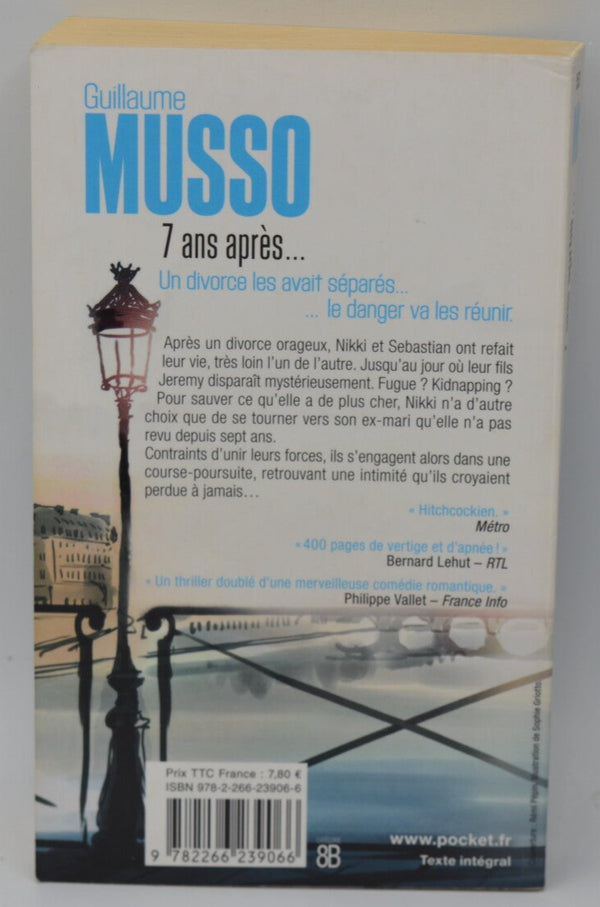 Guillaume
MUSSO
7 ans après...
Un divorce les avait séparés...
... le danger va les réunir.
Après un divorce orageux, Nikki et Sebastian ont refait
leur vie, très loin l'un de l'autre. Jusqu'au jour où leur fils
Jeremy disparaît mystérieusement. Fugue ? Kidnapping ?
Pour sauver ce qu'elle a de plus cher, Nikki n'a d'autre
choix que de se tourner vers son ex-mari qu'elle n'a pas
revu depuis sept ans.
Contraints d'unir leurs forces, ils s'engagent alors dans une
course-poursuite, retrouvant une intimité qu'ils croyaient
perdue à jamais...
« Hitchcockien. »
Métro
« 400 pages de vertige et d'apnée ! »
Bernard Lehut – RTL
« Un thriller doublé d'une merveilleuse comédie romantique. »
Philippe Vallet – France Info
Prix TTC France : 7,80 €
ISBN 978-2-266-23906-6
9 782266 239066
8B
www.pocket.fr
Texte intégral
de Sophie Griotto